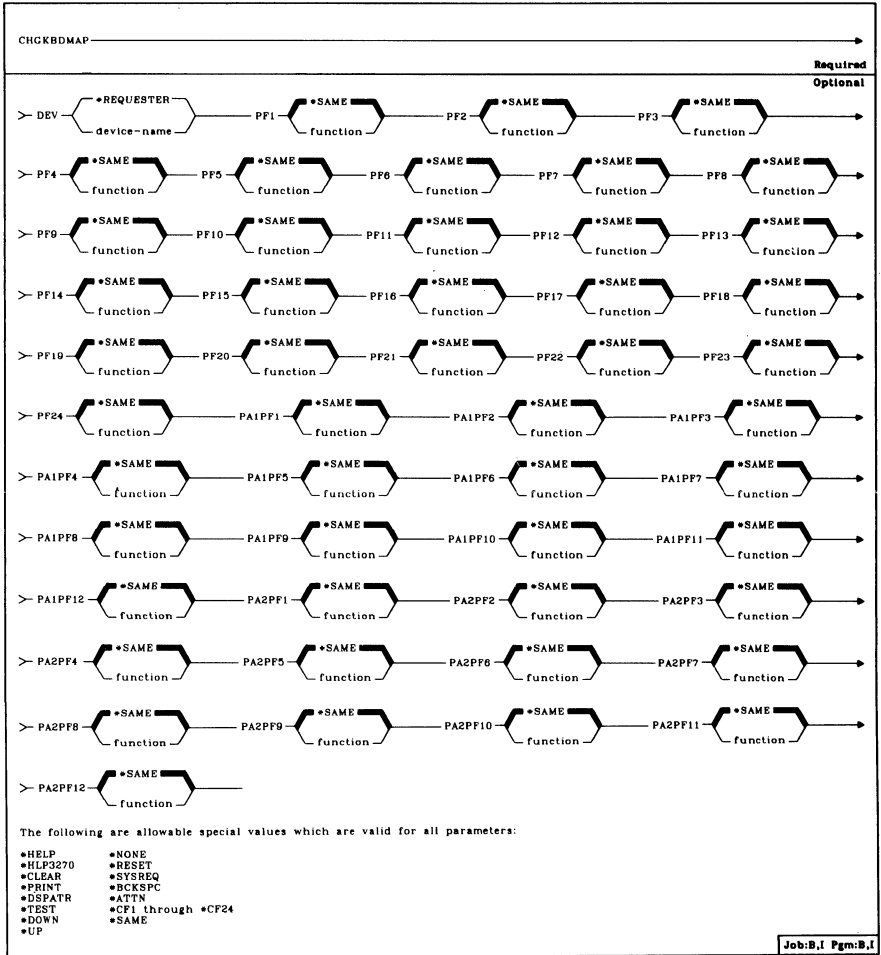 CHGKBDMAP
Required
Optional
DEV *REQUESTER device-name PF1 *SAME function PF2 *SAME function PF3 *SAME function
PF4 *SAME function PF5 *SAME function PF6 *SAME function PF7 *SAME function PF8 *SAME function
PF9 *SAME function PF10 *SAME function PF11 *SAME function PF12 *SAME function PF13 *SAME function
PF14 *SAME function PF15 *SAME function PF16 *SAME function PF17 *SAME function PF18 *SAME function
PF19 *SAME function PF20 *SAME function PF21 *SAME function PF22 *SAME function PF23 *SAME function
PF24 *SAME function PA1PF1 *SAME function PA1PF2 *SAME function PA1PF3 *SAME function
PA1PF4 *SAME function PA1PF5 *SAME function PA1PF6 *SAME function PA1PF7 *SAME function
PA1PF8 *SAME function PA1PF9 *SAME function PA1PF10 *SAME function PA1PF11 *SAME function
PA1PF12 *SAME function PA2PF1 *SAME function PA2PF2 *SAME function PA2PF3 *SAME function
PA2PF4 *SAME function PA2PF5 *SAME function PA2PF6 *SAME function PA2PF7 *SAME function
PA2PF8 *SAME function PA2PF9 *SAME function PA2PF10 *SAME function PA2PF11 *SAME function
PA2PF12 *SAME function
The following are allowable special values which are valid for all parameters:
*HELP *NONE
*HLP3270 *RESET
*CLEAR *SYSREQ
*PRINT *BCKSPC
*DSPATR *ATTN
*TEST *CF1 through *CF24
*DOWN *SAME
*UP
Job:B,I Pgm:B,I